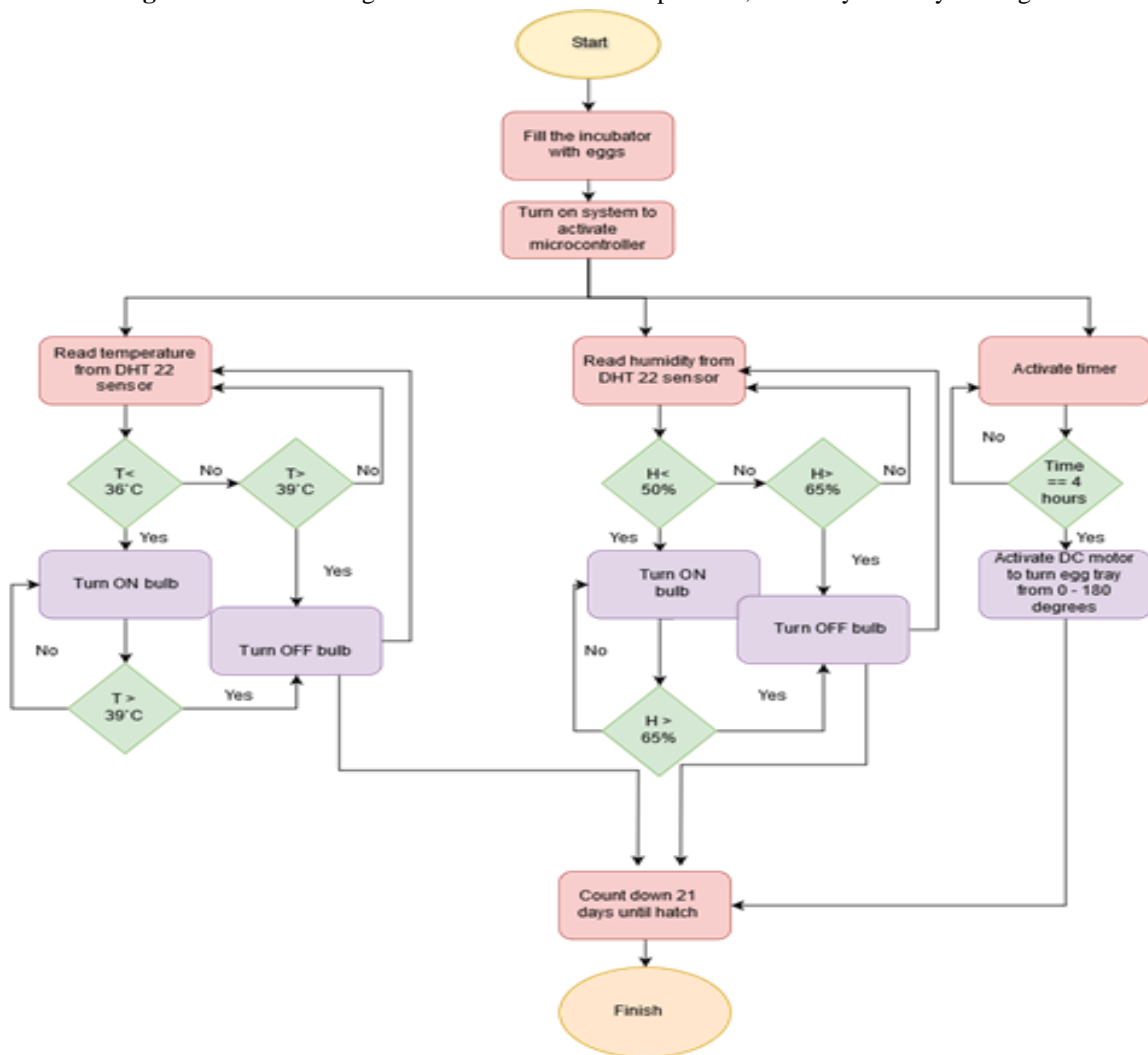 Start
Fill the incubator
with eggs
Turn on system to
activate
microcontroller
Read temperature
from DHT 22
sensor
Read humidity from
DHT 22 sensor
Activate timer
T<
36°C
No
T>
39°C
No
H<
50%
No
H>
65%
No
No
Time
== 4
hours
Yes
Yes
Yes
Yes
Yes
Turn ON bulb
Turn OFF bulb
Turn ON
bulb
Turn OFF bulb
Activate DC motor
to turn egg tray
from 0 - 180
degrees
No
T >
39°C
Yes
No
H >
65%
Yes
Count down 21
days until hatch
Finish